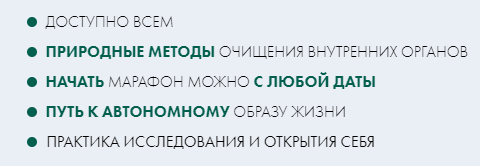 ДОСТУПНО ВСЕМ
ПРИРОДНЫЕ МЕТОДЫ ОЧИЩЕНИЯ ВНУТРЕННИХ ОРГАНОВ
НАЧАТЬ МАРАФОН МОЖНО С ЛЮБОЙ ДАТЫ
ПУТЬ К АВТОНОМНОМУ ОБРАЗУ ЖИЗНИ
ПРАКТИКА ИССЛЕДОВАНИЯ И ОТКРЫТИЯ СЕБЯ